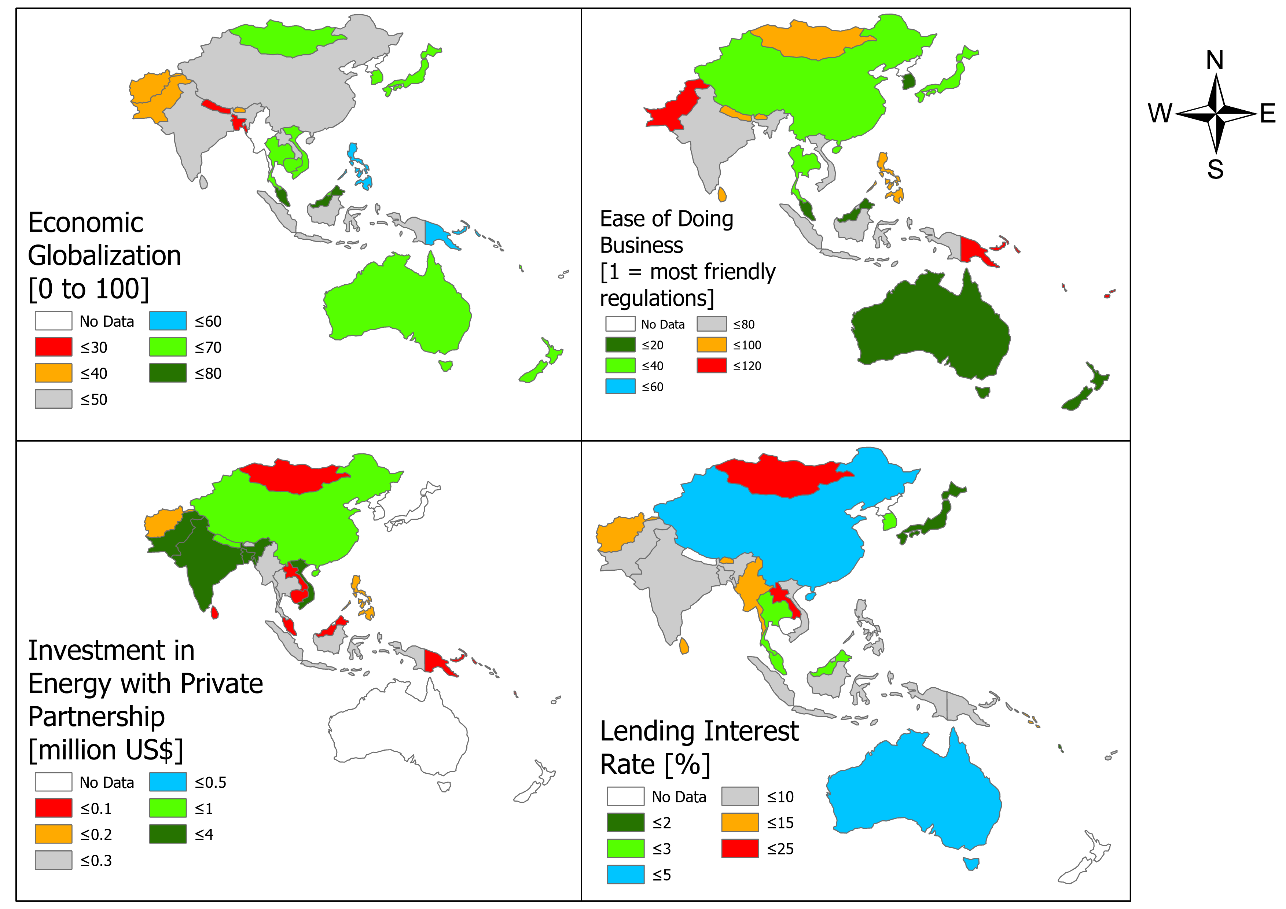 Economic
Globalization
[0 to 100]
No Data
≤30
≤40
≤50
≤60
≤70
≤80
Ease of Doing
Business
[1 = most friendly
regulations]
No Data
≤20
≤40
≤60
≤80
≤100
≤120
N
W E
S
Investment in
Energy with Private
Partnership
[million US$]
No Data
≤0.1
≤0.2
≤0.3
≤0.5
≤1
≤4
Lending Interest
Rate [%]
No Data
≤2
≤3
≤5
≤10
≤15
≤25